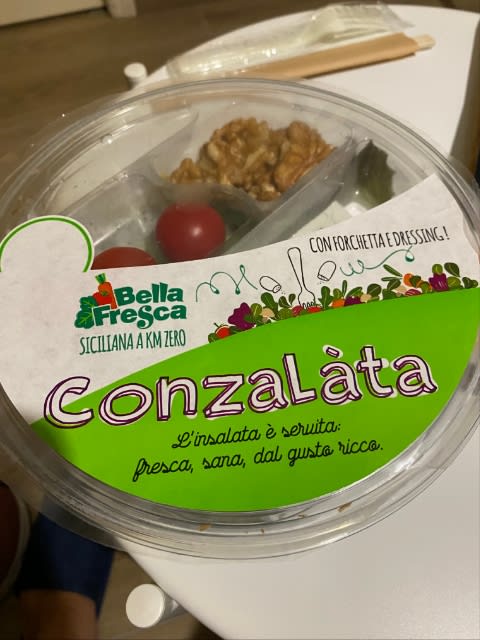 CON FORCHETTA E DRESSING!
Bella
Fresca
SICILIANA A KM ZERO
Conzalàta
L'insalata è servita:
fresca, sana, dal gusto ricco.